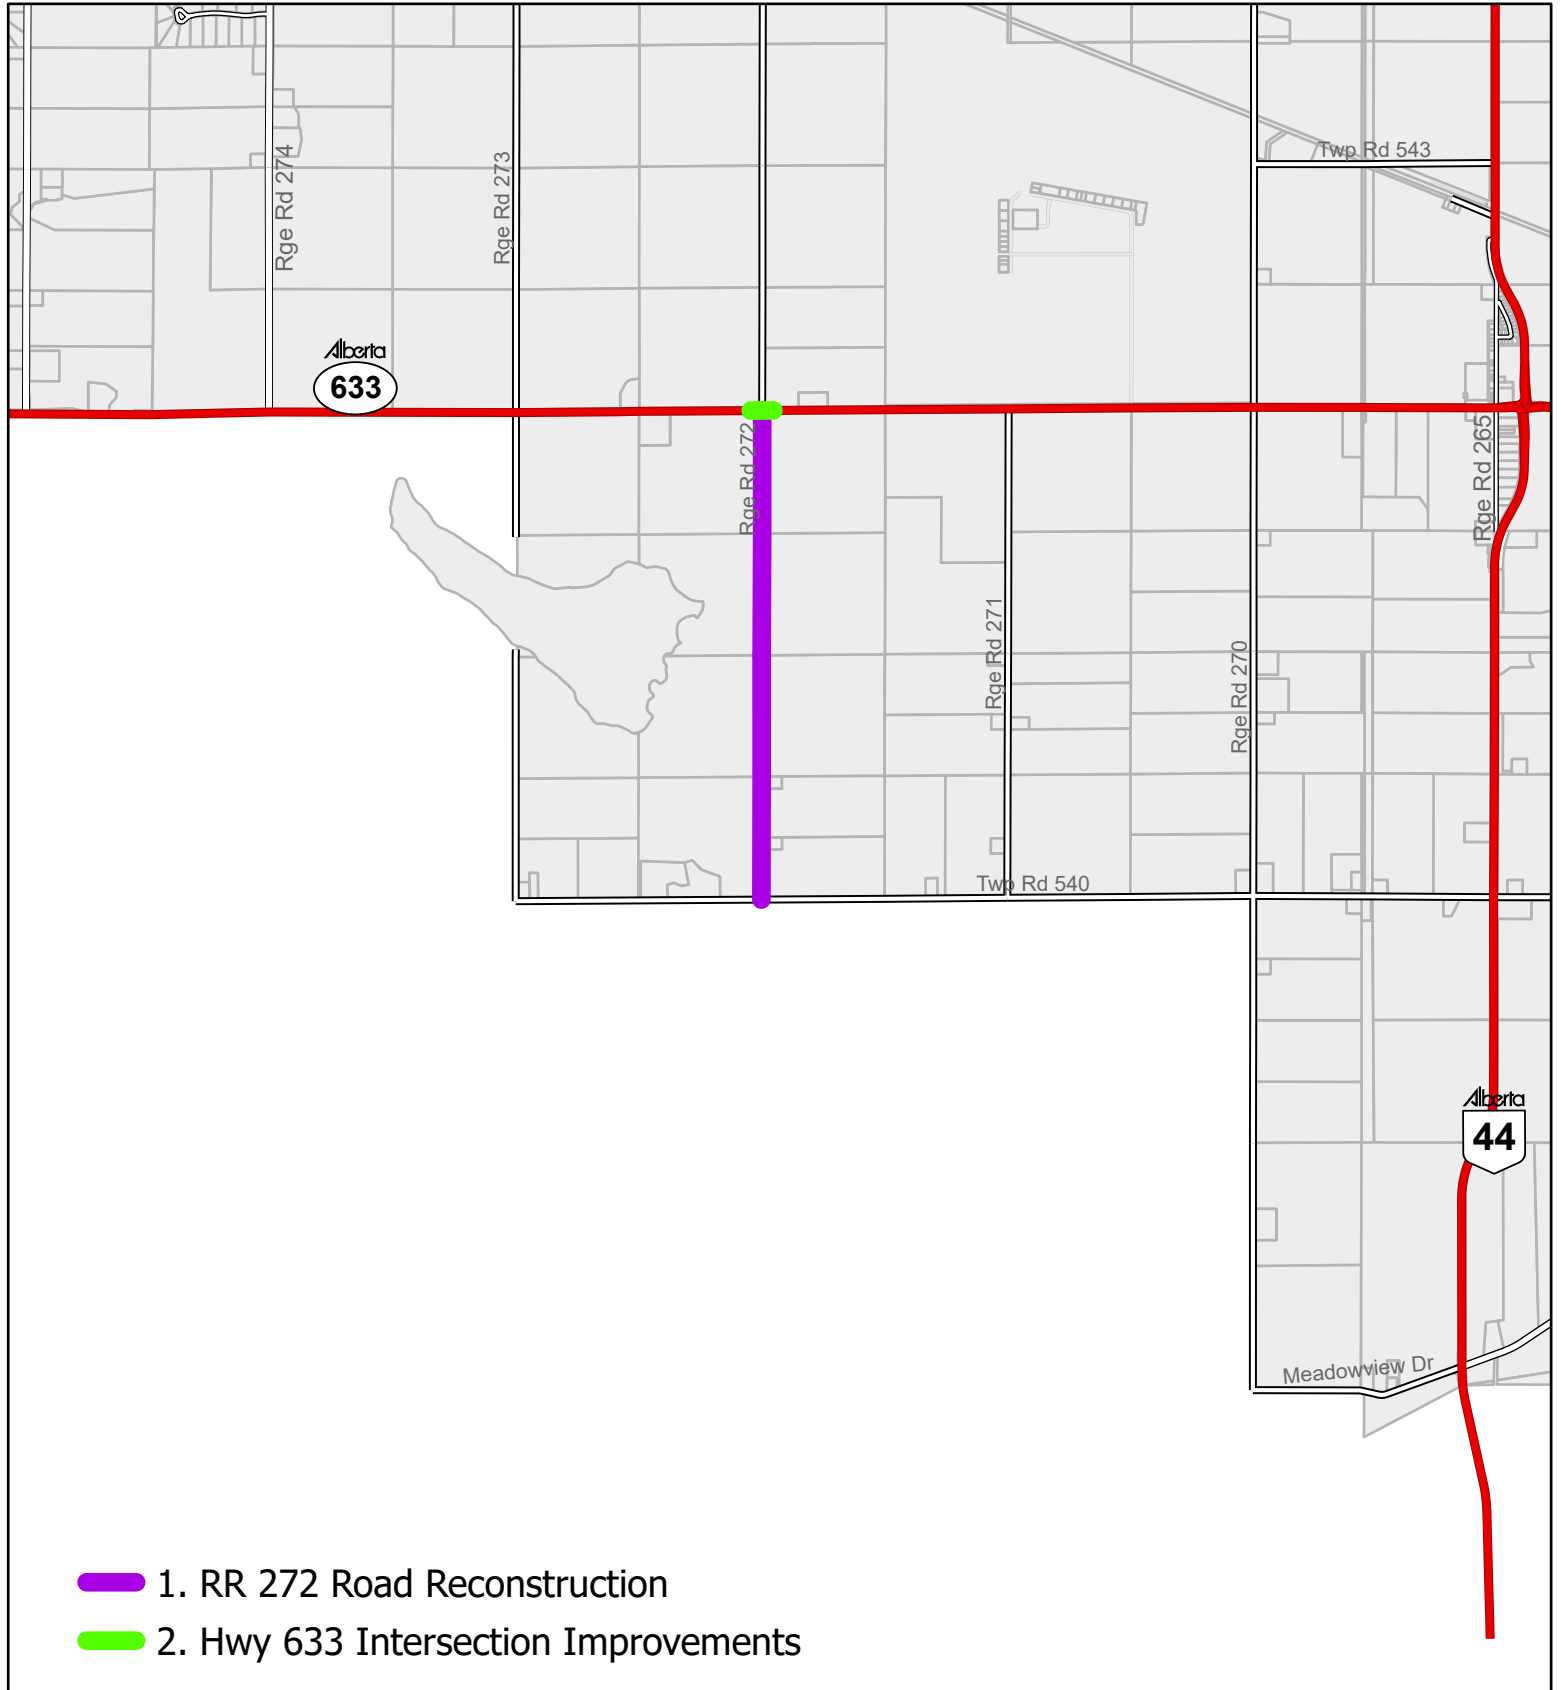 Twp Rd 543
Rge Rd 274
Rge Rd 273
Alberta
633
Rge Rd 272
Rge Rd 265
Rge Rd 271
Rge Rd 270
Twp Rd 540
Alberta
44
Meadowview Dr
1. RR 272 Road Reconstruction
2. Hwy 633 Intersection Improvements